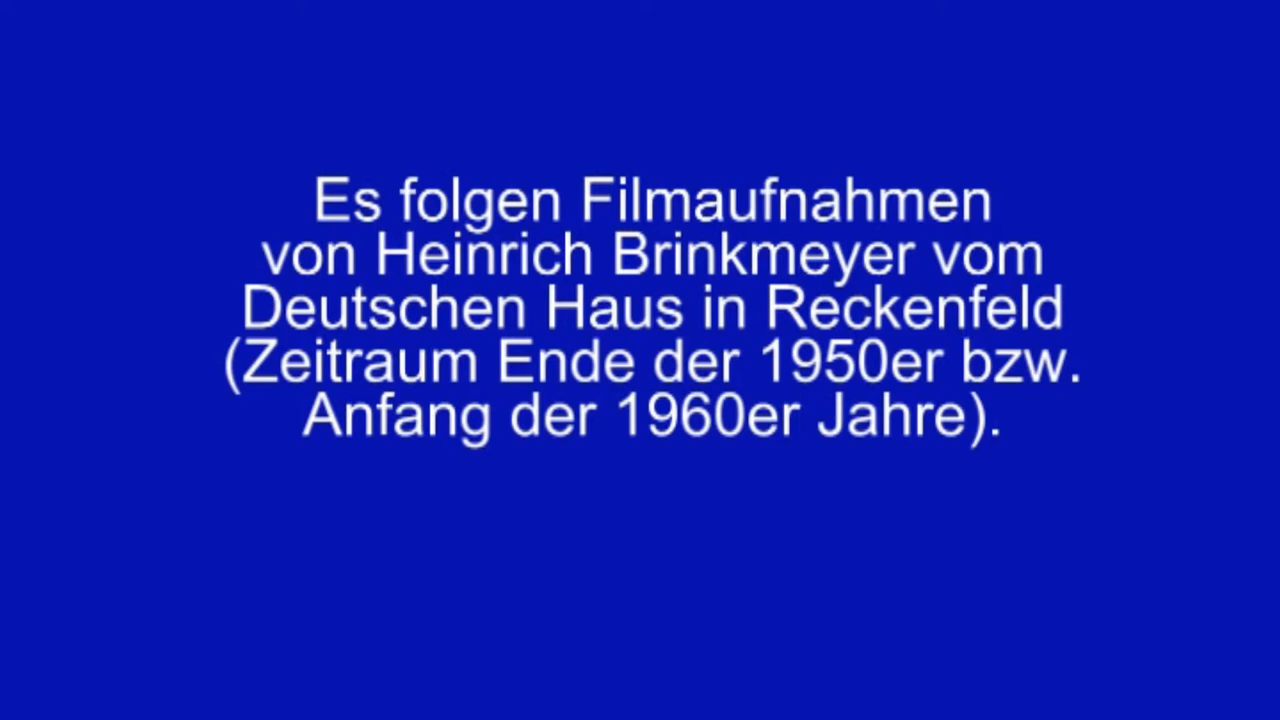 Es folgen Filmaufnahmen
von Heinrich Brinkmeyer vom
Deutschen Haus in Reckenfeld
(Zeitraum Ende der 1950er bzw.
Anfang der 1960er Jahre).